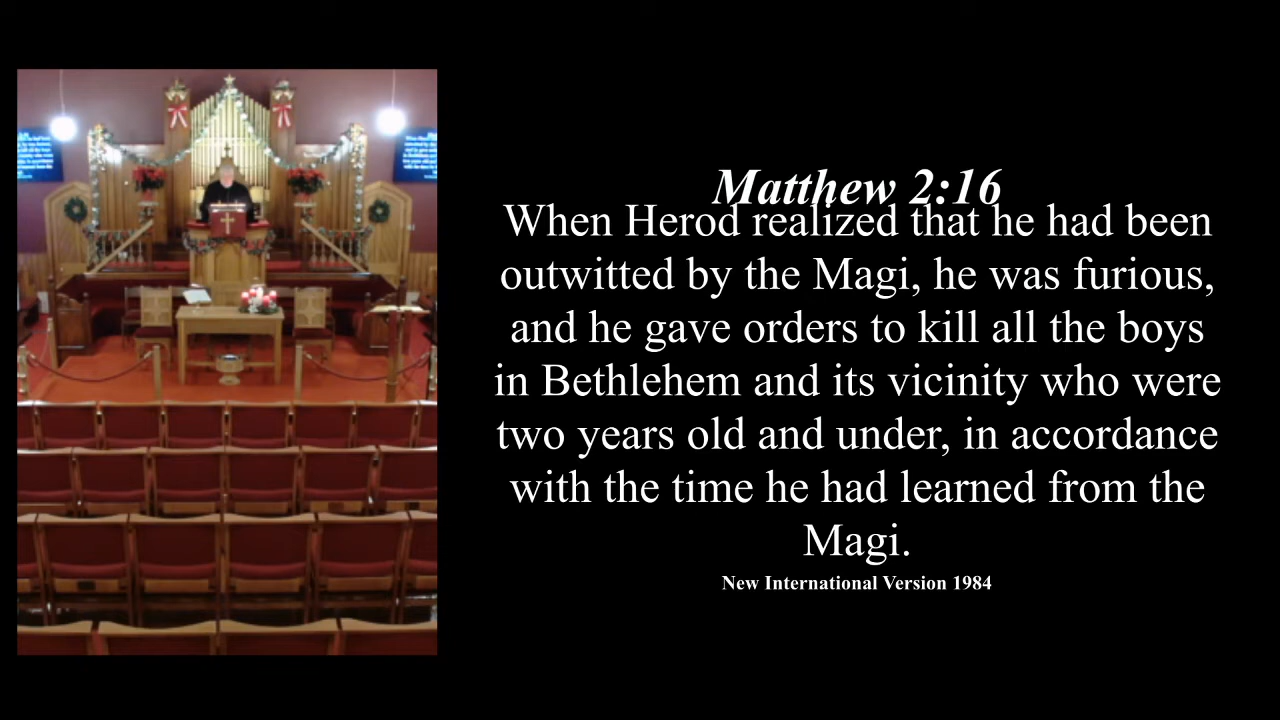 Matthew 2:16
When Herod realized that he had been
outwitted by the Magi, he was furious,
and he gave orders to kill all the boys
in Bethlehem and its vicinity who were
two years old and under, in accordance
with the time he had learned from the
Magi.
New International Version 1984